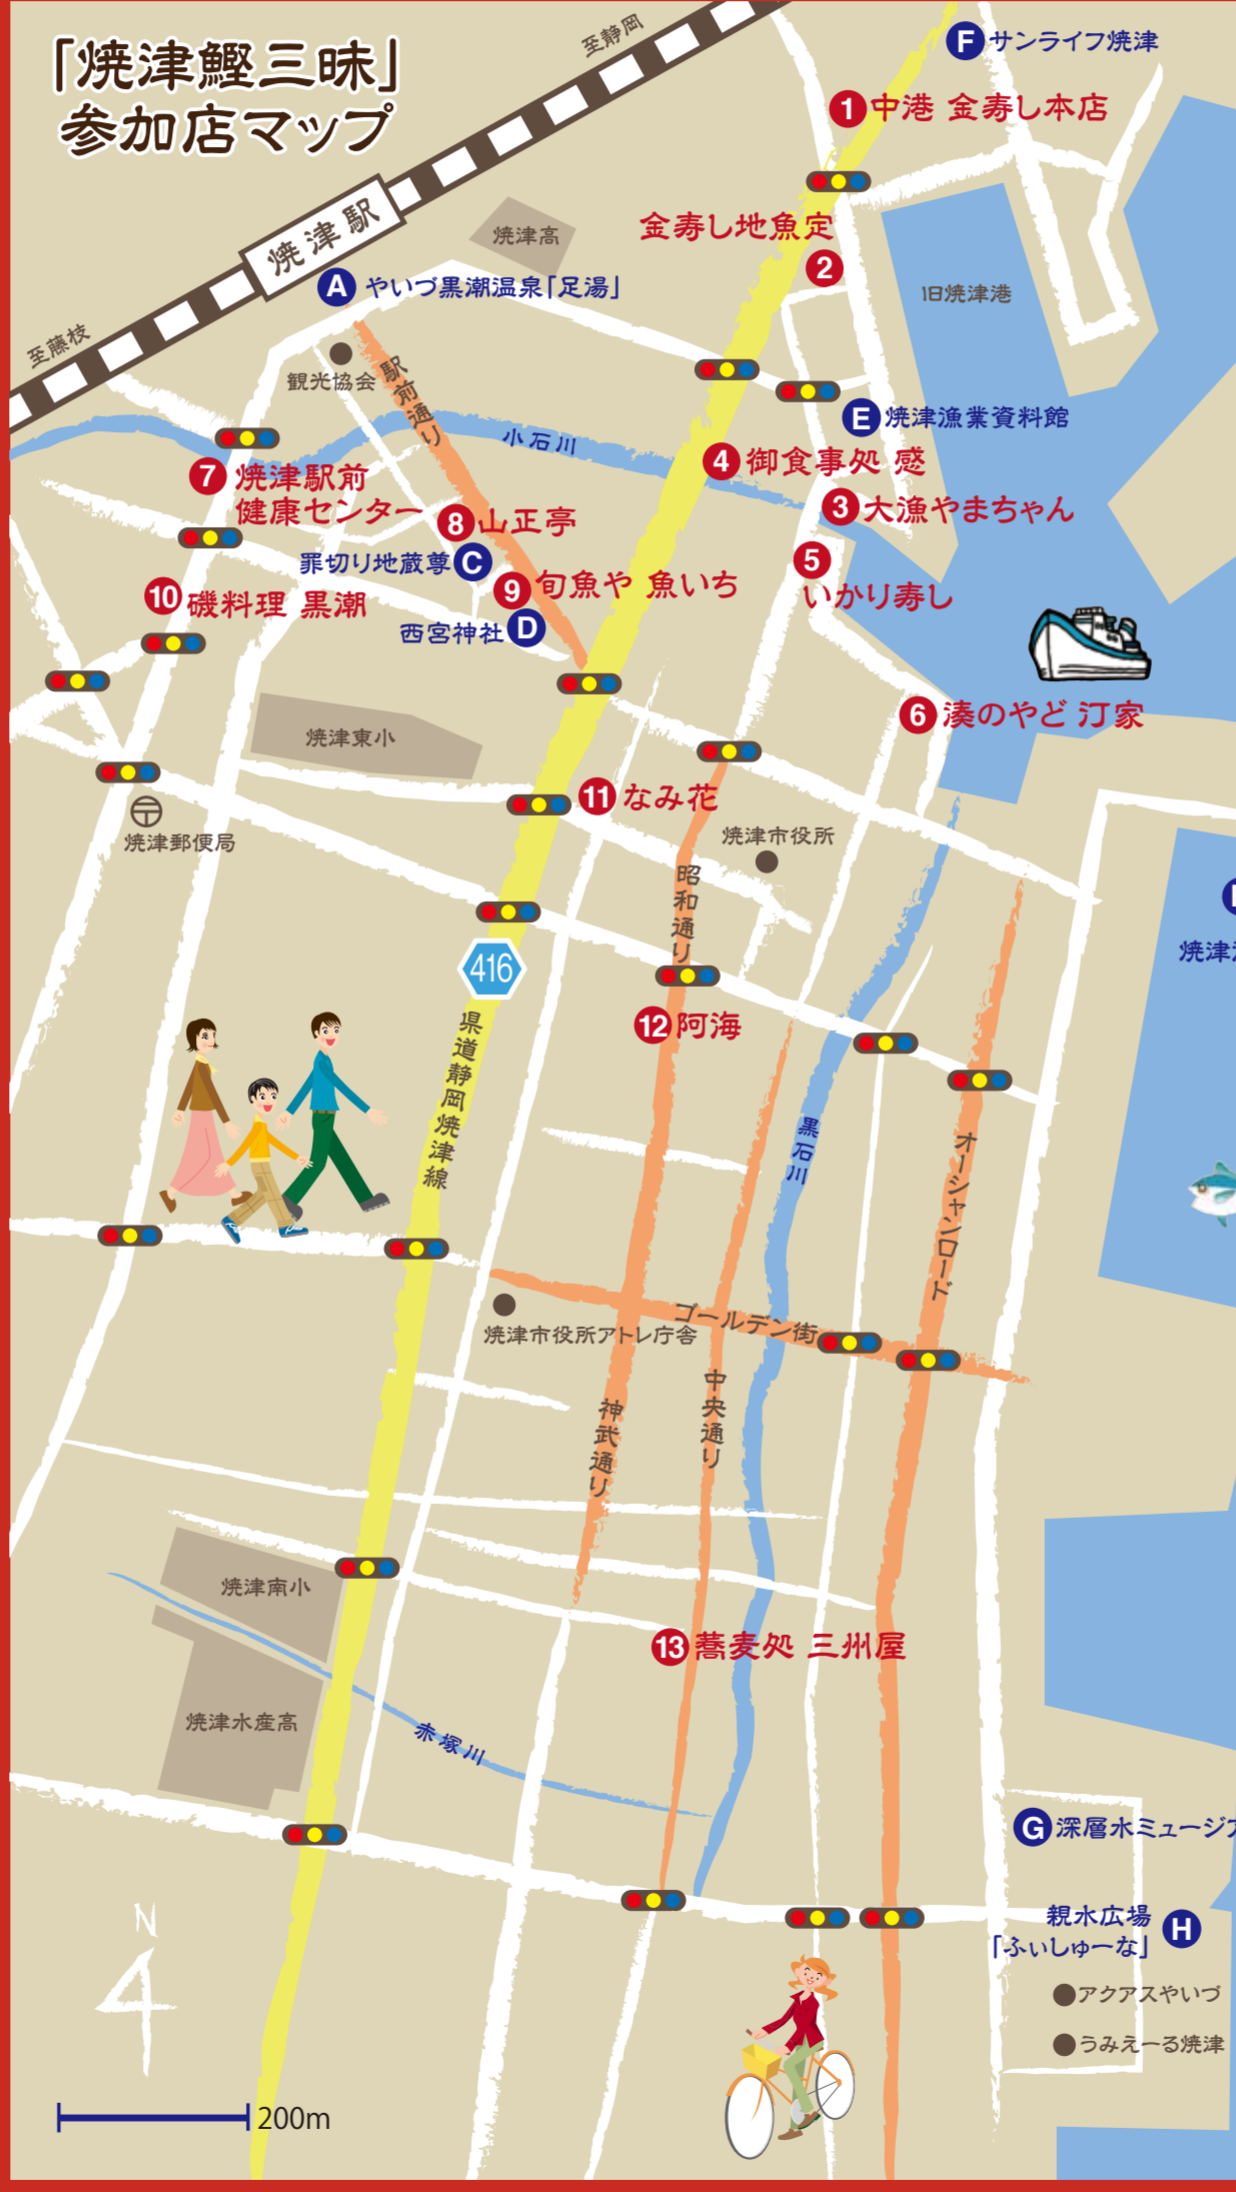 「焼津鰹三昧」
参加店マップ
至静岡
F サンライフ焼津
1 中港 金寿し本店
焼津駅
焼津高
金寿し地魚定
2
A やいづ黒潮温泉「足湯」
旧焼津港
至藤枝
観光協会
駅前通り
小石川
E 焼津漁業資料館
4 御食事処 感
7 焼津駅前
健康センター
3 大漁やまちゃん
8 山正亭
罪切り地蔵尊 C
5
いかり寿し
9 旬魚や 魚いち
10 磯料理 黒潮
西宮神社 D
6 湊のやど 汀家
焼津東小
11 なみ花
焼津市役所
焼津郵便局
昭和通り
焼津
416
12 阿海
県道静岡焼津線
黒石川
オーシャンロード
ゴールデン街
焼津市役所アトレ庁舎
中央通り
神武通り
焼津南小
13 蕎麦処 三州屋
焼津水産高
赤塚川
G 深層水ミュージア
親水広場 H
「ふぃしゅーな」
アクアスやいづ
うみえーる焼津
N
200m